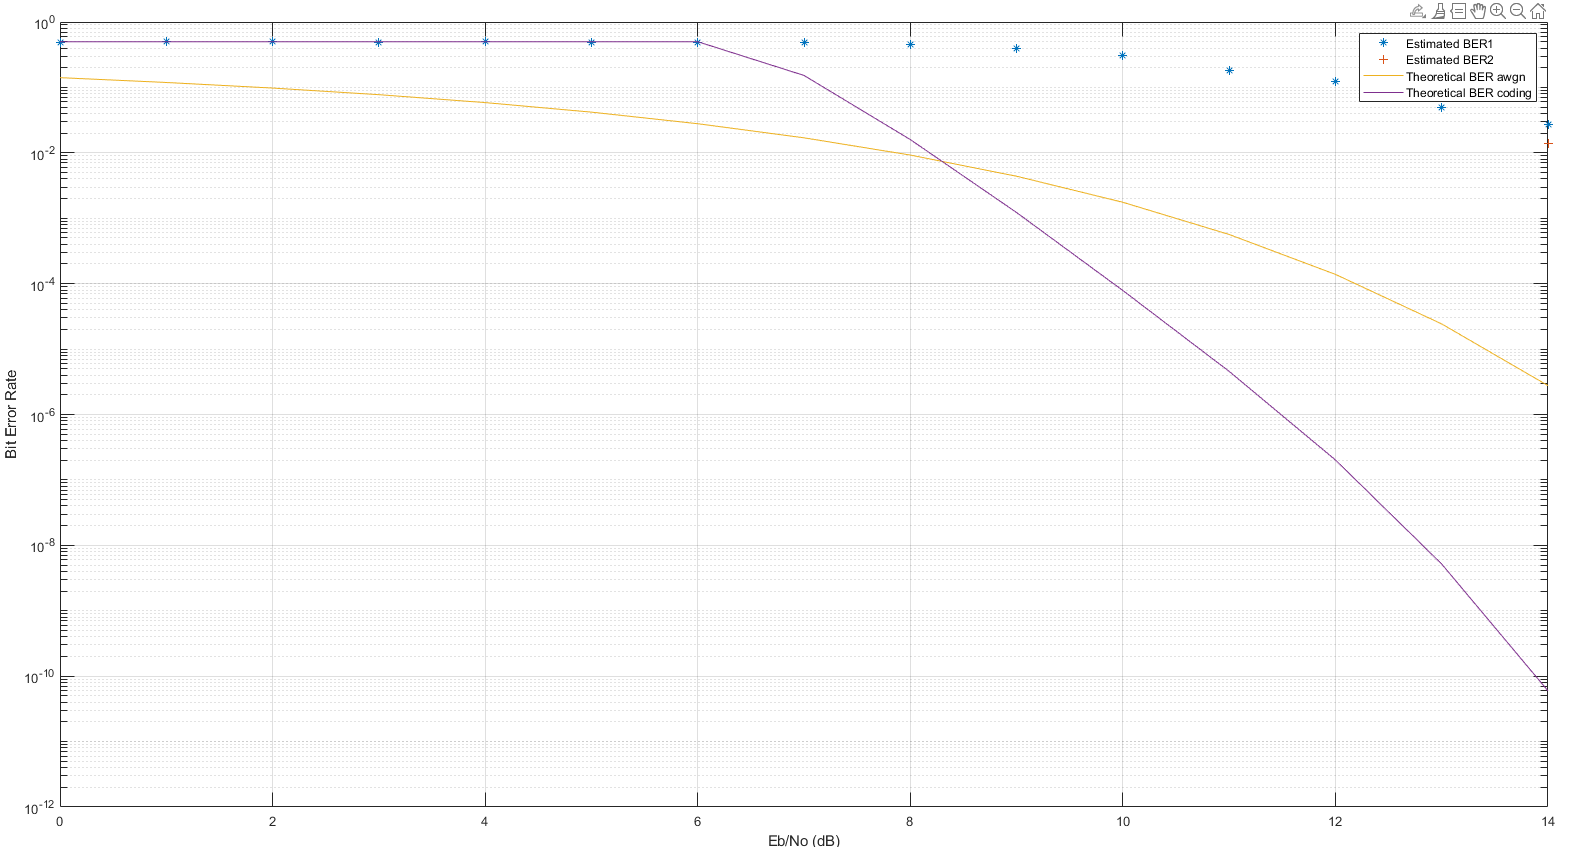 10^0
10^-2
10^-4
10^-6
10^-8
10^-10
10^-12
Bit Error Rate
0 2 4 6 8 10 12 14
Eb/No (dB)
Estimated BER1
Estimated BER2
Theoretical BER awgn
Theoretical BER coding